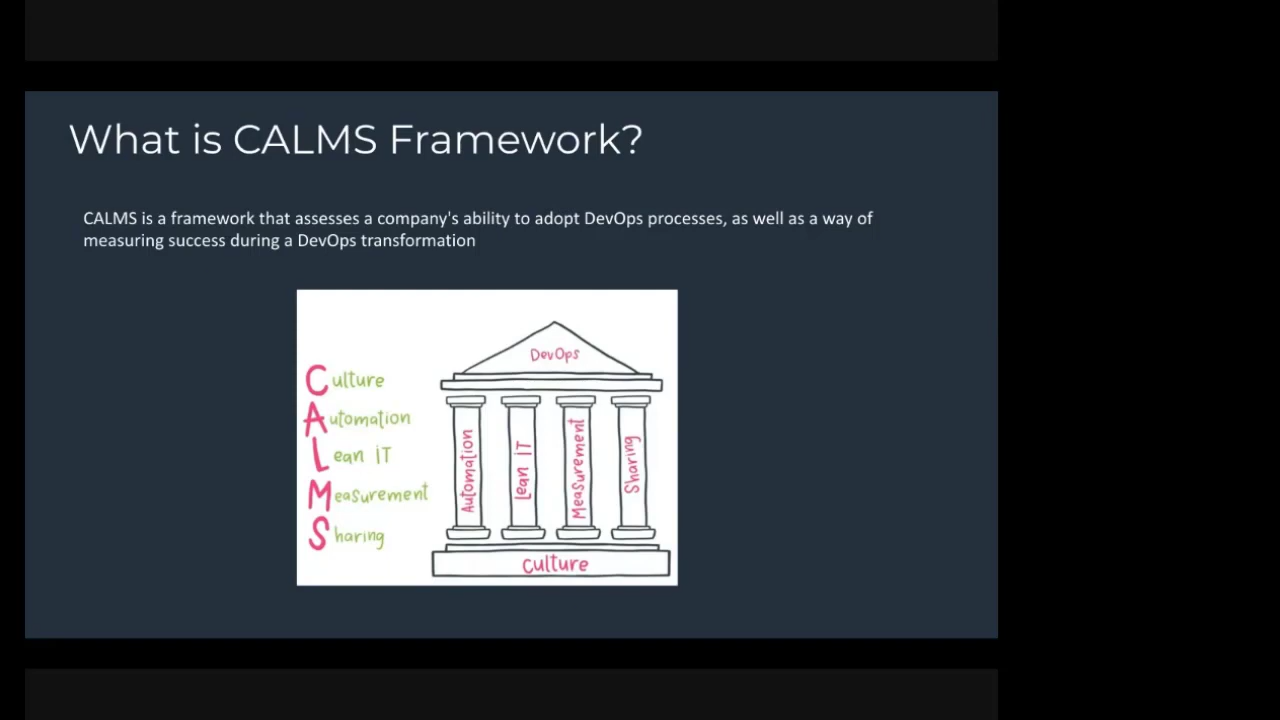 What is CALMS Framework?
CALMS is a framework that assesses a company's ability to adopt DevOps processes, as well as a way of
measuring success during a DevOps transformation
Culture
Automation
Lean IT
Measurement
Sharing
DevOps
Automation
Lean IT
Measurement
Sharing
Culture